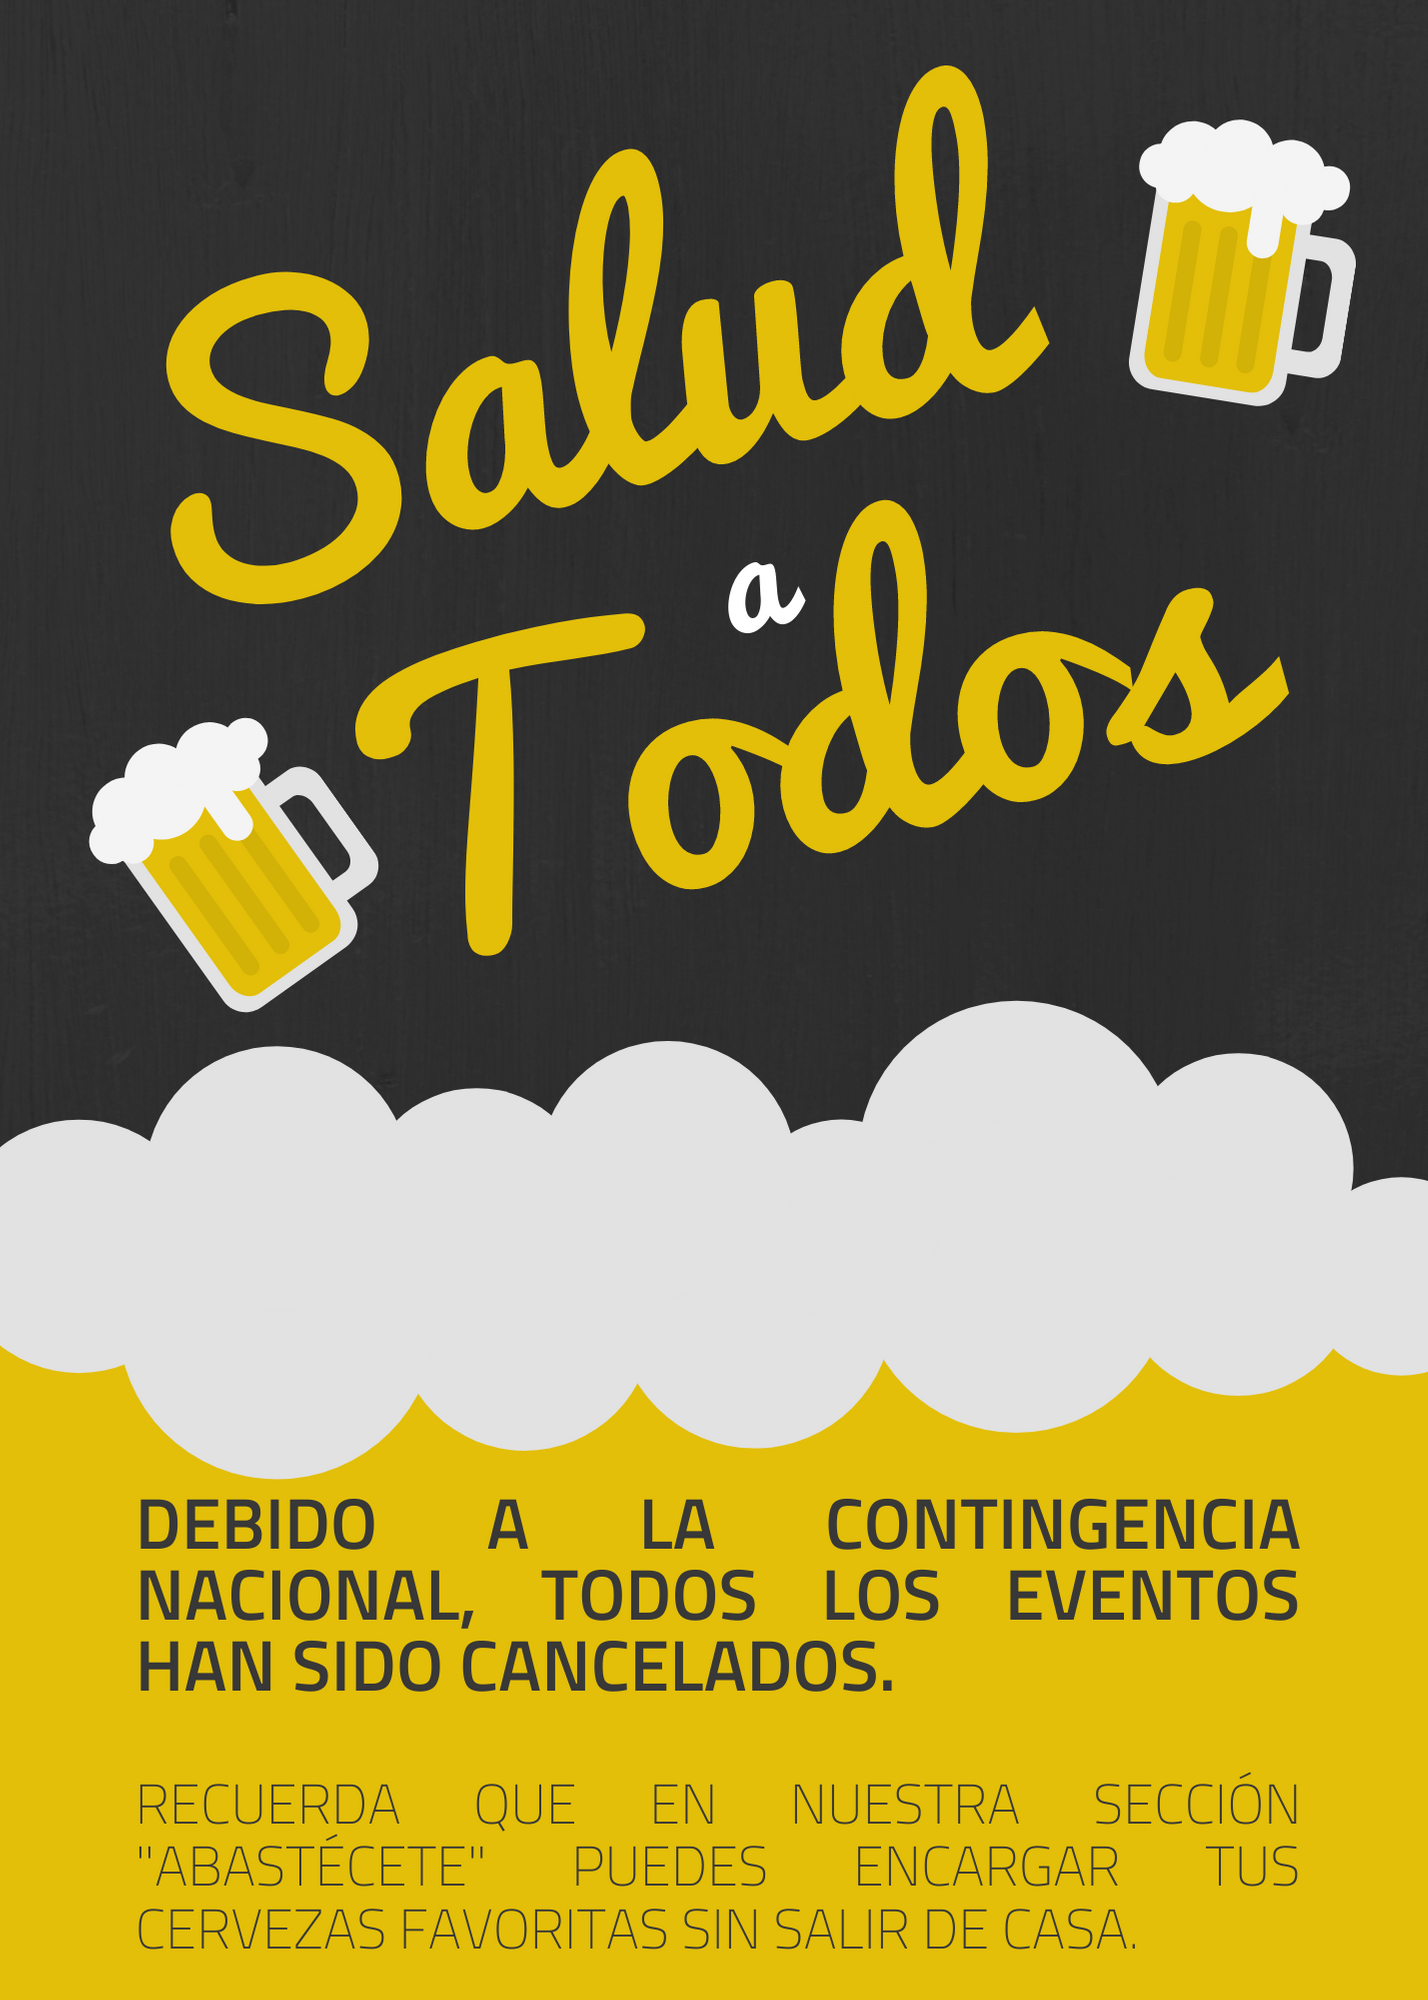 Salud
a
Todos
DEBIDO A LA CONTINGENCIA
NACIONAL, TODOS LOS EVENTOS
HAN SIDO CANCELADOS.
RECUERDA QUE EN NUESTRA SECCIÓN
"ABASTÉCETE" PUEDES ENCARGAR TUS
CERVEZAS FAVORITAS SIN SALIR DE CASA.